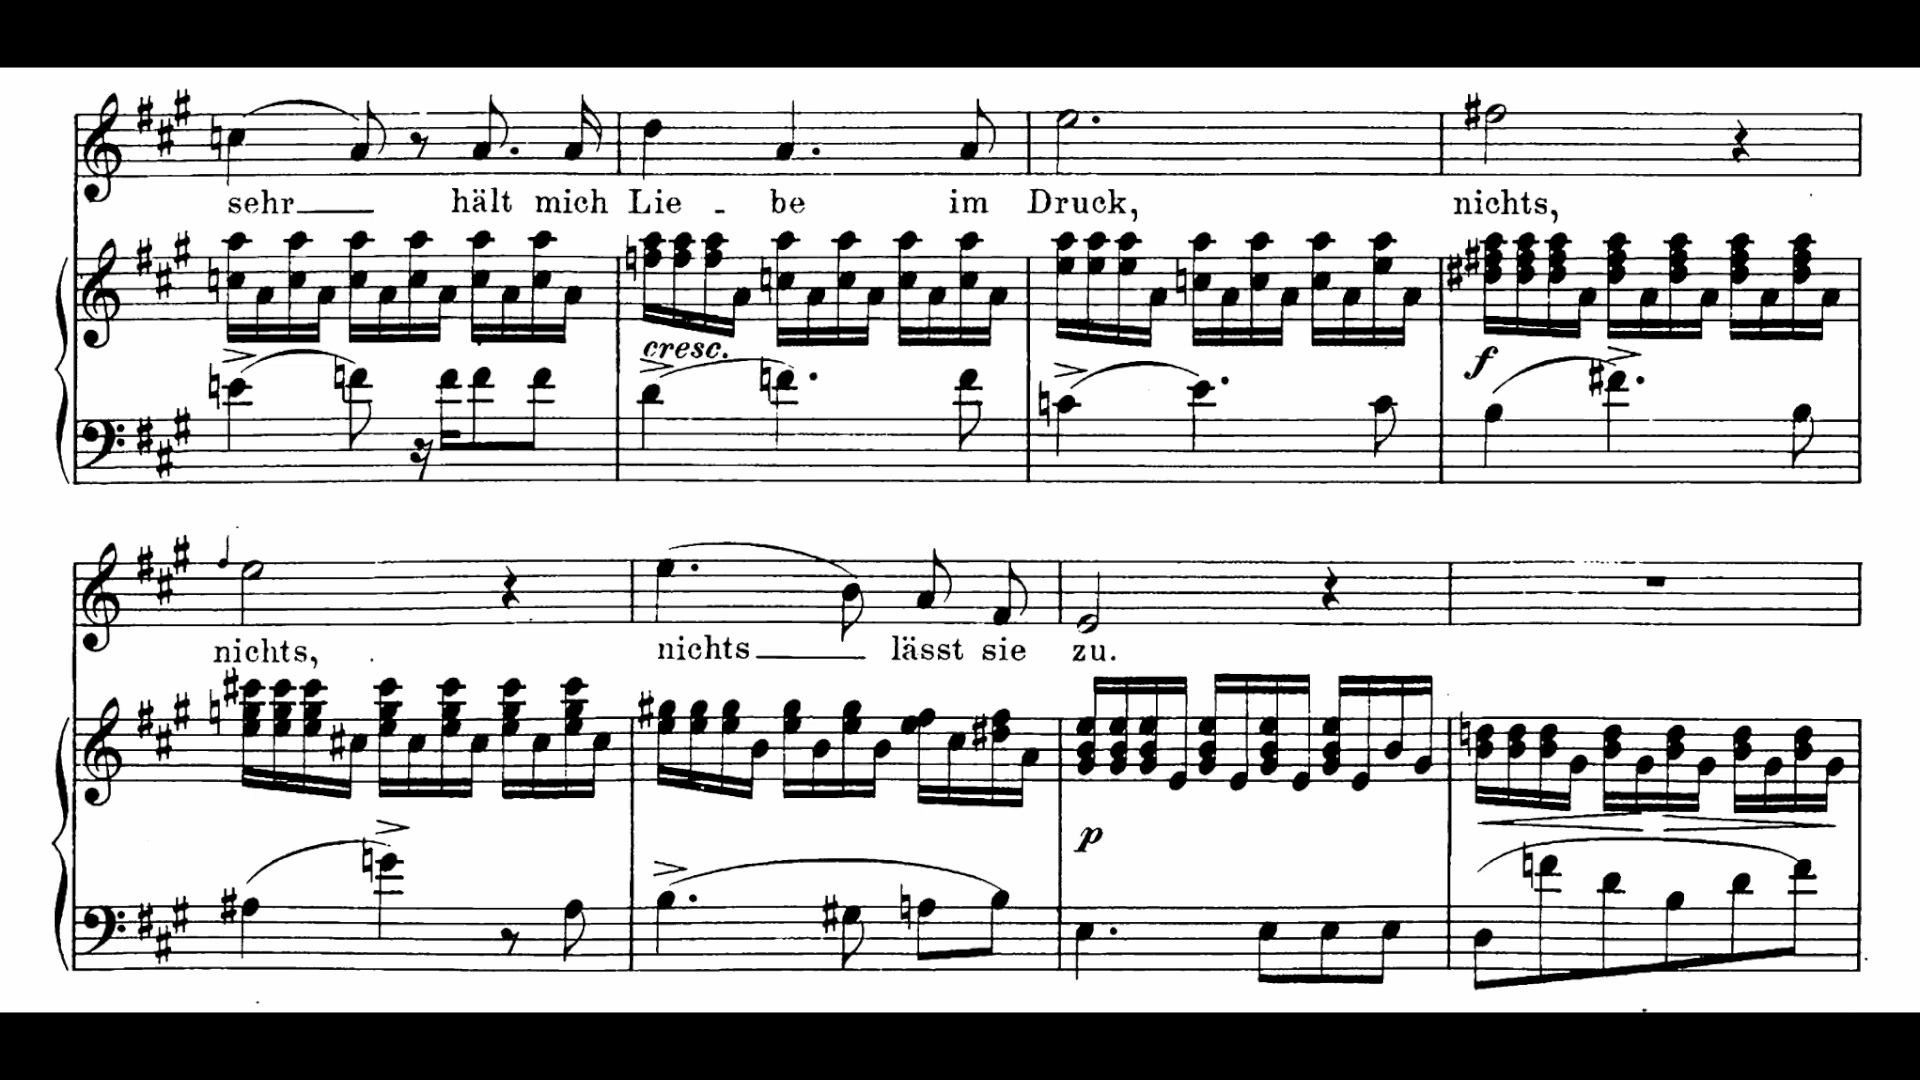 sehr hält mich Lie - be im Druck, nichts,
cresc.
f
nichts, nichts lässt sie zu.
p